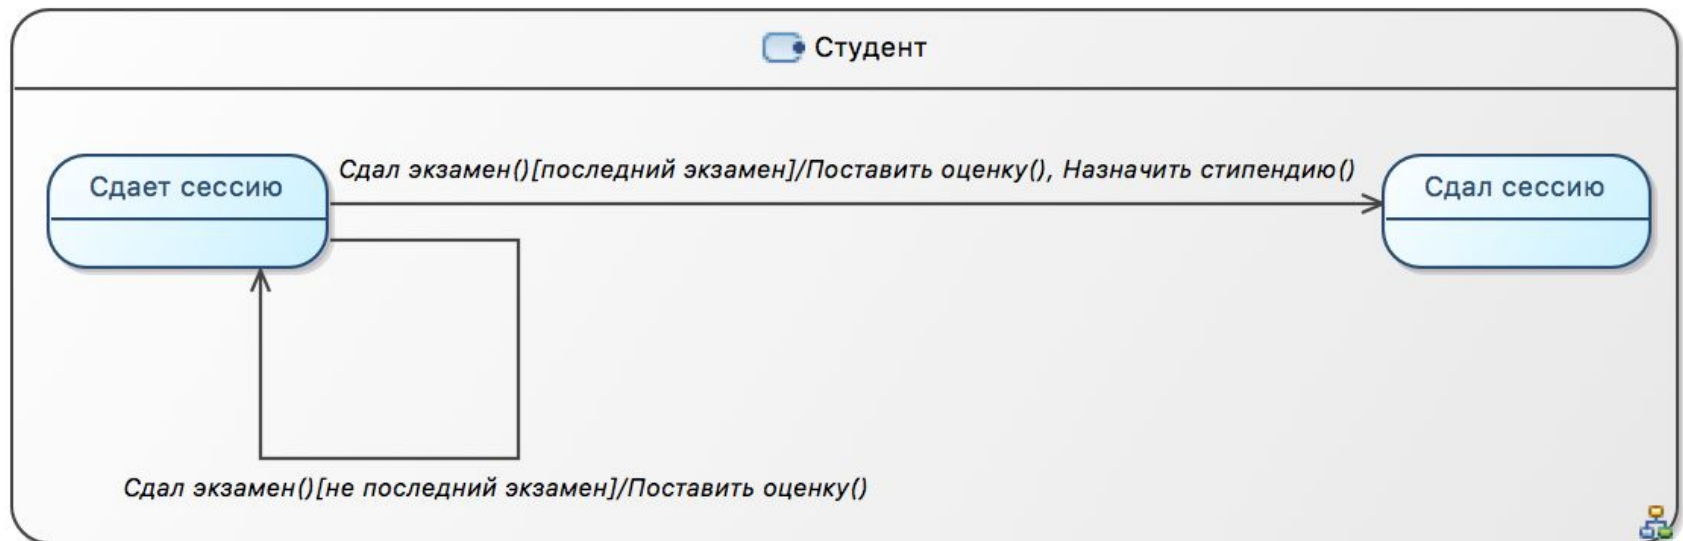 Студент
Сдает сессию
Сдал экзамен()[последний экзамен]/Поставить оценку(), Назначить стипендию()
Сдал сессию
Сдал экзамен()[не последний экзамен]/Поставить оценку()